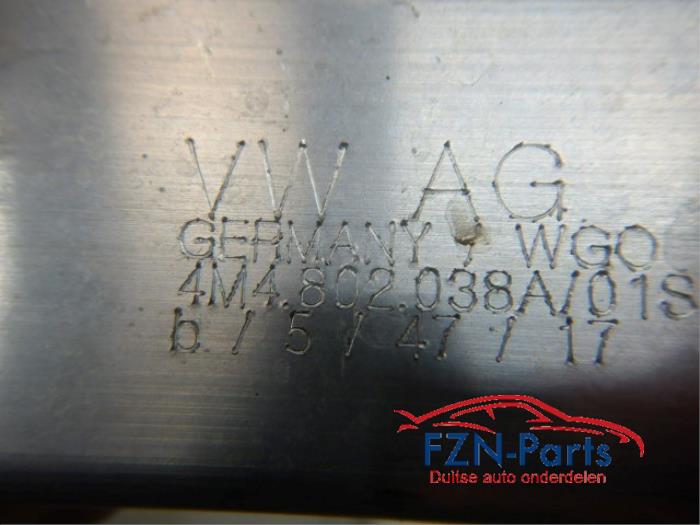 VW AG
GERMANY / WGO
4M4.802.038A/01S
b / 5 / 47 / 17
FZN-Parts
Duitse auto onderdelen